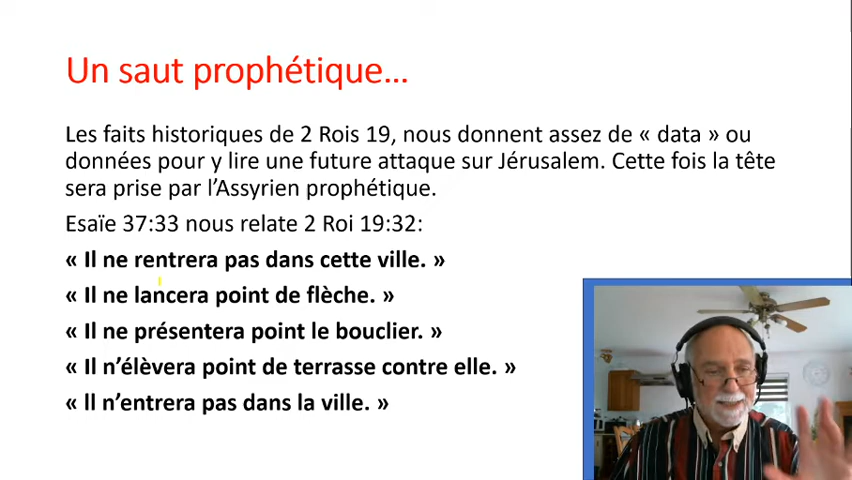 Un saut prophétique…
Les faits historiques de 2 Rois 19, nous donnent assez de « data » ou
données pour y lire une future attaque sur Jérusalem. Cette fois la tête
sera prise par l’Assyrien prophétique.
Esaïe 37:33 nous relate 2 Roi 19:32:
« Il ne rentrera pas dans cette ville. »
« Il ne lancera point de flèche. »
« Il ne présentera point le bouclier. »
« Il n’élèvera point de terrasse contre elle. »
« Il n’entrera pas dans la ville. »